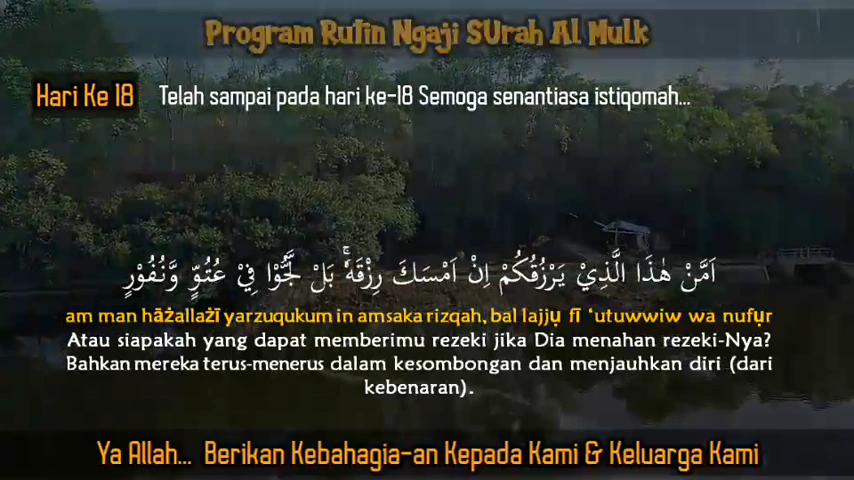 Program Rutin Ngaji SUrah Al Mulk
Hari Ke 18
Telah sampai pada hari ke-18 Semoga senantiasa istiqomah...
اَمَّنْ هٰذَا الَّذِيْ يَرْزُقُكُمْ اِنْ اَمْسَكَ رِزْقَهٗ ۚ بَلْ لَّجُّوْا فِيْ عُتُوٍّ وَّنُفُوْرٍ
am man hāżallażī yarzuqukum in amsaka rizqah, bal lajjụ fī ‘utuwwiw wa nufụr
Atau siapakah yang dapat memberimu rezeki jika Dia menahan rezeki-Nya?
Bahkan mereka terus-menerus dalam kesombongan dan menjauhkan diri (dari
kebenaran).
Ya Allah... Berikan Kebahagia-an Kepada Kami & Keluarga Kami